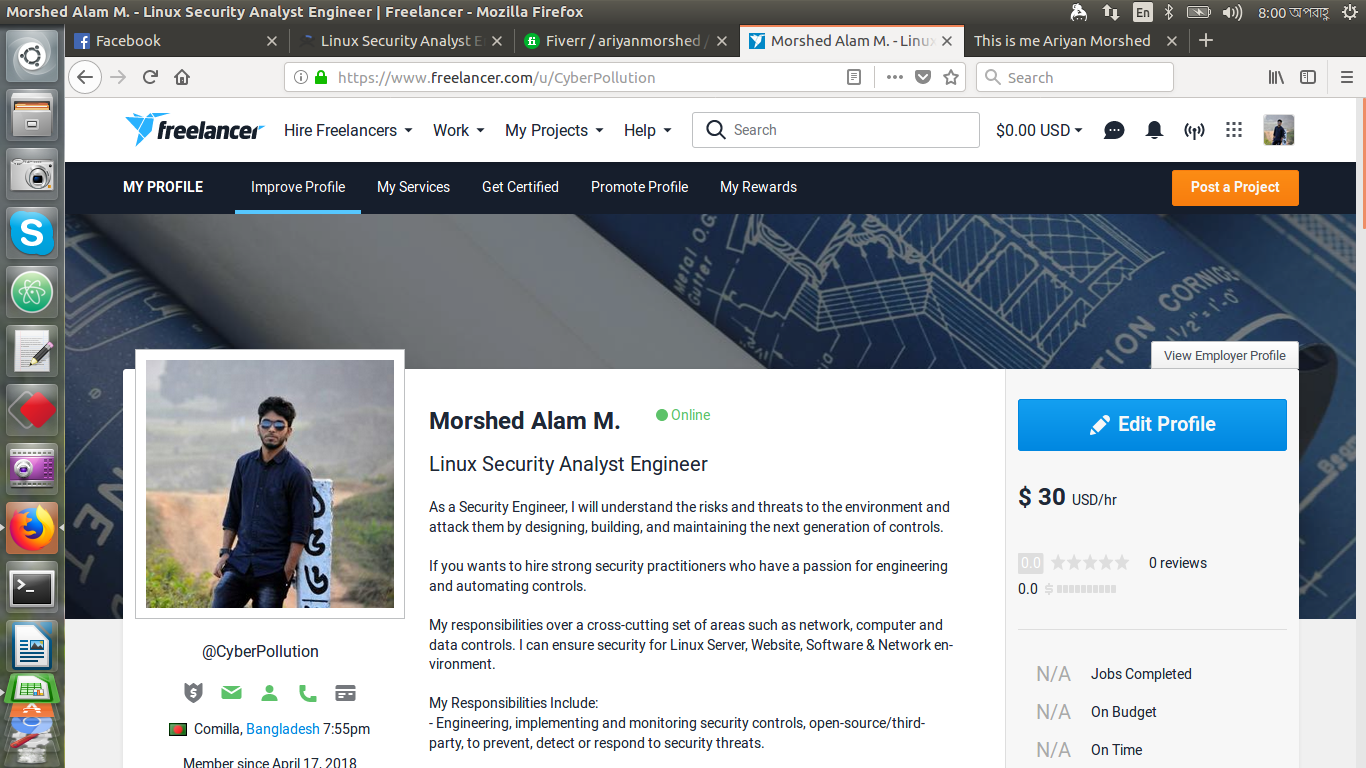 Morshed Alam M. - Linux Security Analyst Engineer | Freelancer - Mozilla Firefox
En
8:00 অপরাহ্ণ
Facebook
Linux Security Analyst E
Fiverr / ariyanmorshed /
Morshed Alam M. - Linux
This is me Ariyan Morshed
https://www.freelancer.com/u/CyberPollution
Search
freelancer
Hire Freelancers
Work
My Projects
Help
Search
$0.00 USD
MY PROFILE
Improve Profile
My Services
Get Certified
Promote Profile
My Rewards
Post a Project
Metal O.G.
Gutter
CORNICE
1/2"=1'-0"
View Employer Profile
Morshed Alam M.
Online
Linux Security Analyst Engineer
As a Security Engineer, I will understand the risks and threats to the environment and
attack them by designing, building, and maintaining the next generation of controls.
If you wants to hire strong security practitioners who have a passion for engineering
and automating controls.
My responsibilities over a cross-cutting set of areas such as network, computer and
data controls. I can ensure security for Linux Server, Website, Software & Network en-
vironment.
My Responsibilities Include:
- Engineering, implementing and monitoring security controls, open-source/third-
party, to prevent, detect or respond to security threats.
@CyberPollution
Comilla, Bangladesh 7:55pm
Member since April 17, 2018
Edit Profile
$ 30 USD/hr
0.0
0 reviews
0.0
N/A Jobs Completed
N/A On Budget
N/A On Time